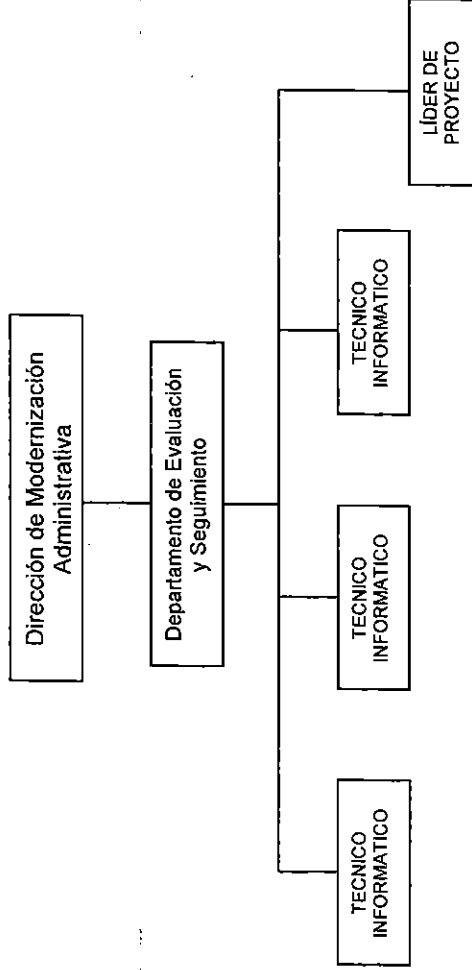 Dirección de Modernización
Administrativa
Departamento de Evaluación
y Seguimiento
TECNICO
INFORMATICO
TECNICO
INFORMATICO
TECNICO
INFORMATICO
LÍDER DE
PROYECTO